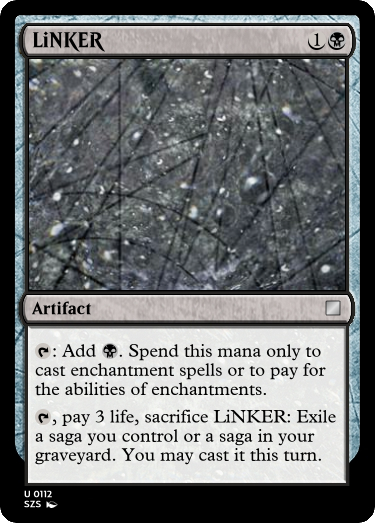 LiNKER 1
Artifact
: Add . Spend this mana only to
cast enchantment spells or to pay for
the abilities of enchantments.
, pay 3 life, sacrifice LiNKER: Exile
a saga you control or a saga in your
graveyard. You may cast it this turn.
U 0112
SZS